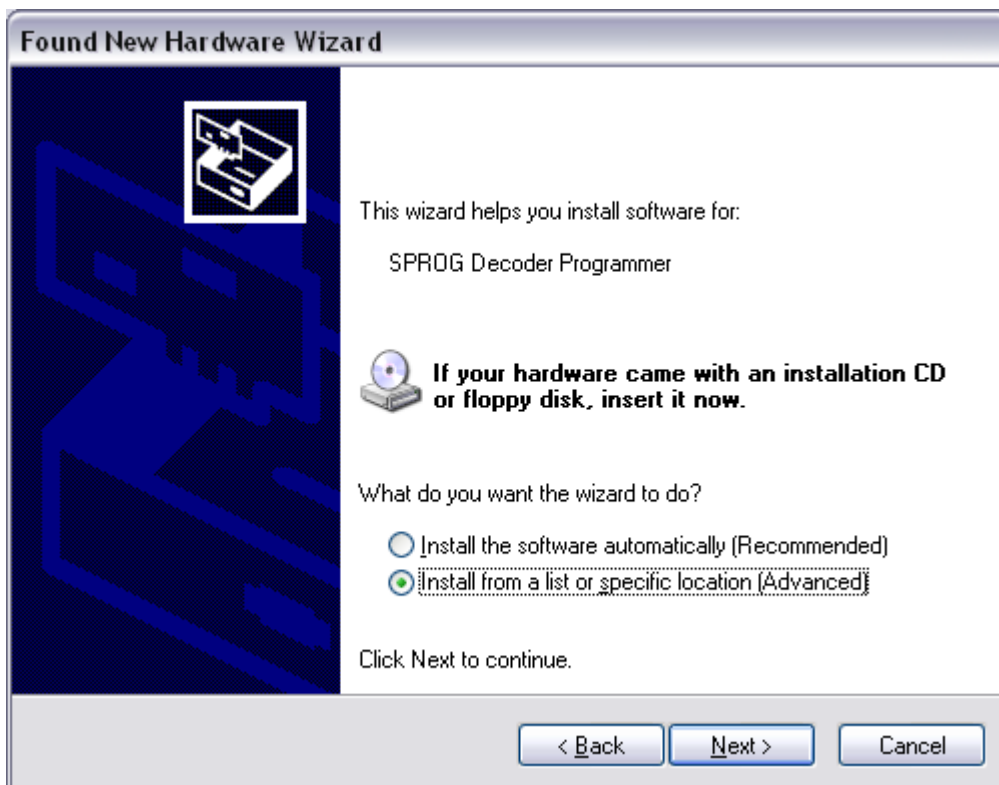 Found New Hardware Wizard
This wizard helps you install software for:
SPROG Decoder Programmer
If your hardware came with an installation CD
or floppy disk, insert it now.
What do you want the wizard to do?
Install the software automatically (Recommended)
Install from a list or specific location (Advanced)
Click Next to continue.
< Back
Next >
Cancel